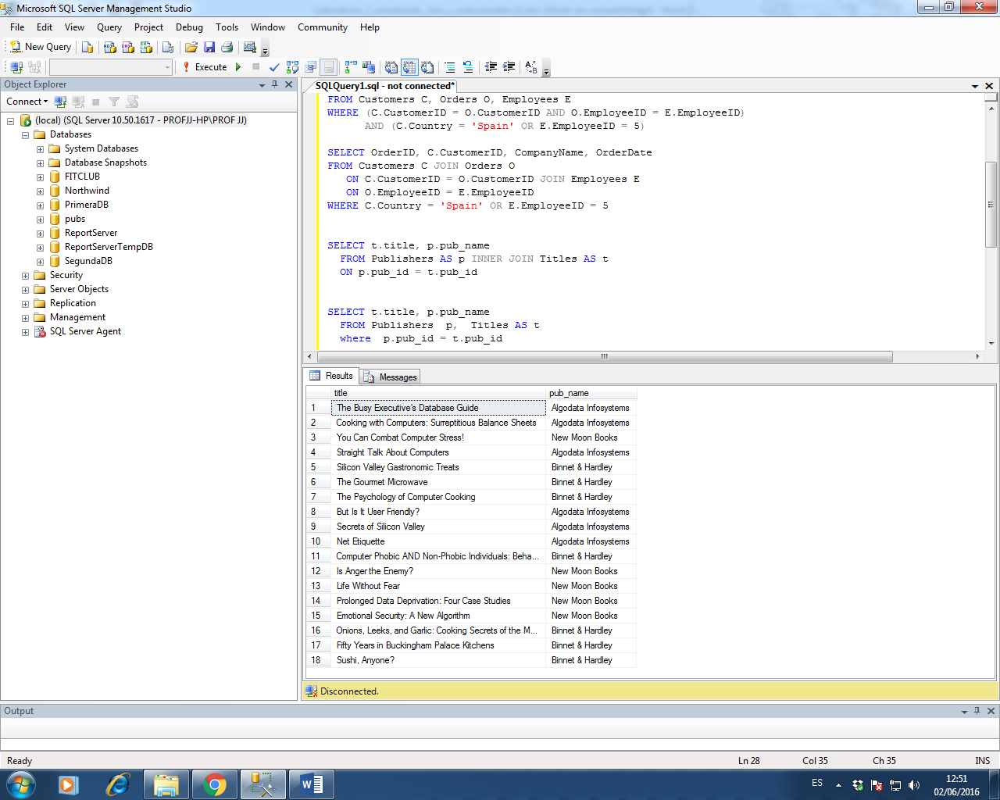 Microsoft SQL Server Management Studio
File Edit View Query Project Debug Tools Window Community Help
New Query
Execute
Object Explorer
Connect
(local) (SQL Server 10.50.1617 - PROFJJ-HP\PROF JJ)
Databases
System Databases
Database Snapshots
FITCLUB
Northwind
PrimeraDB
pubs
ReportServer
ReportServerTempDB
SegundaDB
Security
Server Objects
Replication
Management
SQL Server Agent
SQLQuery1.sql - not connected*
FROM Customers C, Orders O, Employees E
WHERE (C.CustomerID = O.CustomerID AND O.EmployeeID = E.EmployeeID)
AND (C.Country = 'Spain' OR E.EmployeeID = 5)
SELECT OrderID, C.CustomerID, CompanyName, OrderDate
FROM Customers C JOIN Orders O
ON C.CustomerID = O.CustomerID JOIN Employees E
ON O.EmployeeID = E.EmployeeID
WHERE C.Country = 'Spain' OR E.EmployeeID = 5
SELECT t.title, p.pub_name
FROM Publishers AS p INNER JOIN Titles AS t
ON p.pub_id = t.pub_id
SELECT t.title, p.pub_name
FROM Publishers p, Titles AS t
where p.pub_id = t.pub_id
Results Messages
title pub_name
1 The Busy Executive's Database Guide Algodata Infosystems
2 Cooking with Computers: Surreptitious Balance Sheets Algodata Infosystems
3 You Can Combat Computer Stress! New Moon Books
4 Straight Talk About Computers Algodata Infosystems
5 Silicon Valley Gastronomic Treats Binnet & Hardley
6 The Gourmet Microwave Binnet & Hardley
7 The Psychology of Computer Cooking Binnet & Hardley
8 But Is It User Friendly? Algodata Infosystems
9 Secrets of Silicon Valley Algodata Infosystems
10 Net Etiquette Algodata Infosystems
11 Computer Phobic AND Non-Phobic Individuals: Beha... Binnet & Hardley
12 Is Anger the Enemy? New Moon Books
13 Life Without Fear New Moon Books
14 Prolonged Data Deprivation: Four Case Studies New Moon Books
15 Emotional Security: A New Algorithm New Moon Books
16 Onions, Leeks, and Garlic: Cooking Secrets of the M... Binnet & Hardley
17 Fifty Years in Buckingham Palace Kitchens Binnet & Hardley
18 Sushi, Anyone? Binnet & Hardley
Disconnected.
Output
Ready Ln 28 Col 35 Ch 35 INS
ES 12:51
02/06/2016